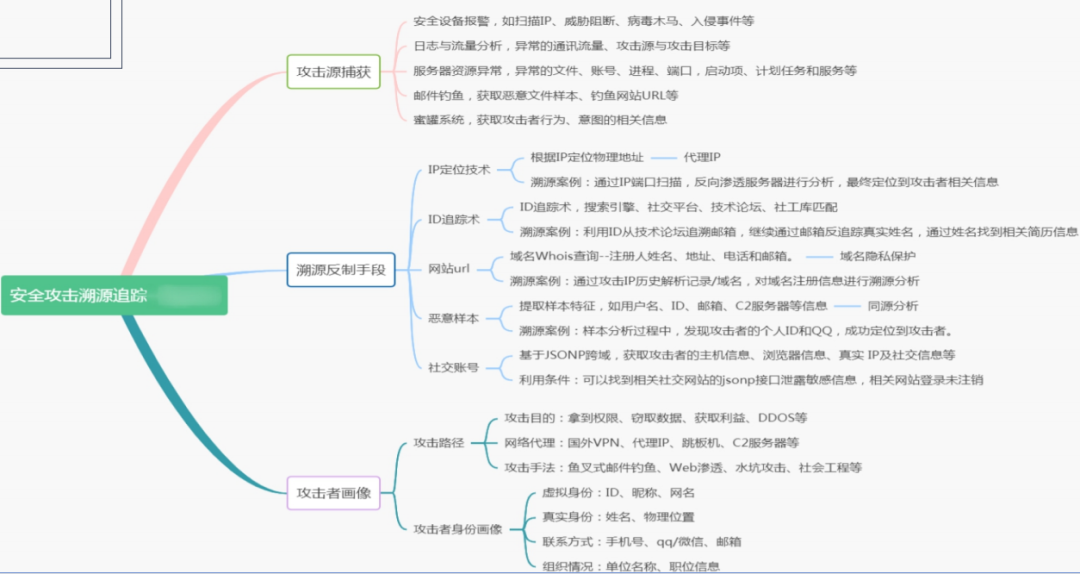 安全攻击溯源追踪
攻击源捕获
安全设备报警，如扫描IP、威胁阻断、病毒木马、入侵事件等
日志与流量分析，异常的通讯流量、攻击源与攻击目标等
服务器资源异常，异常的文件、账号、进程、端口，启动项、计划任务和服务等
邮件钓鱼，获取恶意文件样本、钓鱼网站URL等
蜜罐系统，获取攻击者行为、意图的相关信息
溯源反制手段
IP定位技术
根据IP定位物理地址
代理IP
溯源案例：通过IP端口扫描，反向渗透服务器进行分析，最终定位到攻击者相关信息
ID追踪术
ID追踪术，搜索引擎、社交平台、技术论坛、社工库匹配
溯源案例：利用ID从技术论坛追溯邮箱，继续通过邮箱反追踪真实姓名，通过姓名找到相关简历信息
网站url
域名Whois查询--注册人姓名、地址、电话和邮箱。
域名隐私保护
溯源案例：通过攻击IP历史解析记录/域名，对域名注册信息进行溯源分析
恶意样本
提取样本特征，如用户名、ID、邮箱、C2服务器等信息
同源分析
溯源案例：样本分析过程中，发现攻击者的个人ID和QQ，成功定位到攻击者。
社交账号
基于JSONP跨域，获取攻击者的主机信息、浏览器信息、真实 IP及社交信息等
利用条件：可以找到相关社交网站的jsonp接口泄露敏感信息，相关网站登录未注销
攻击者画像
攻击路径
攻击目的：拿到权限、窃取数据、获取利益、DDOS等
网络代理：国外VPN、代理IP、跳板机、C2服务器等
攻击手法：鱼叉式邮件钓鱼、Web渗透、水坑攻击、社会工程等
攻击者身份画像
虚拟身份：ID、昵称、网名
真实身份：姓名、物理位置
联系方式：手机号、qq/微信、邮箱
组织情况：单位名称、职位信息